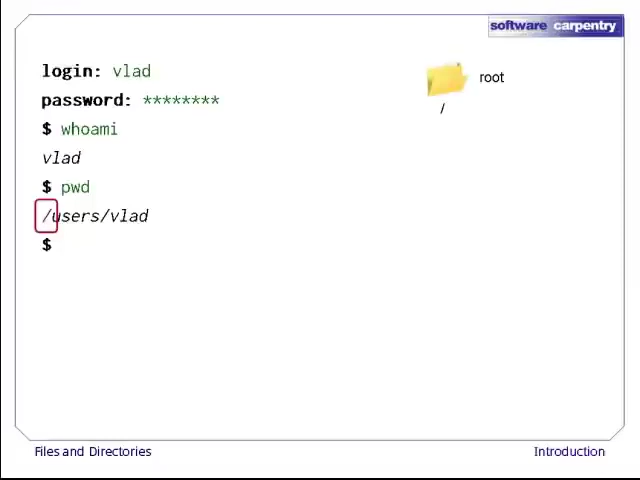 software carpentry
login: vlad
password: ********
$ whoami
vlad
$ pwd
/users/vlad
$
root
/
Files and Directories
Introduction